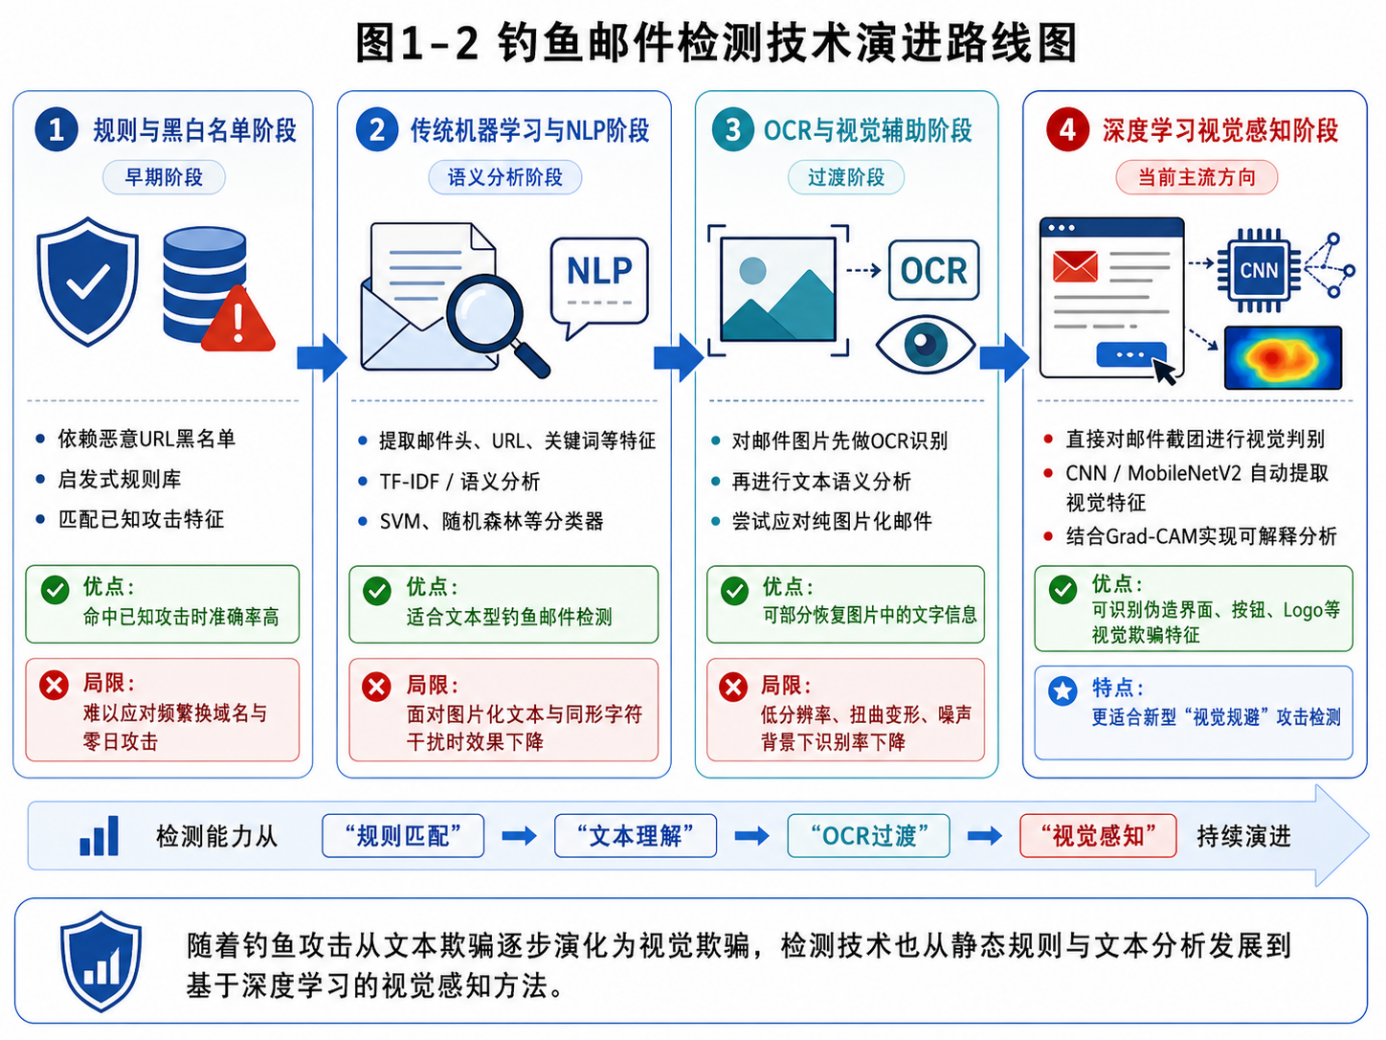 图1-2 钓鱼邮件检测技术演进路线图
1 规则与黑白名单阶段
早期阶段
依赖恶意URL黑名单
启发式规则库
匹配已知攻击特征
优点：
命中已知攻击时准确率高
局限：
难以应对频繁换域名与
零日攻击
2 传统机器学习与NLP阶段
语义分析阶段
NLP
提取邮件头、URL、关键词等特征
TF-IDF / 语义分析
SVM、随机森林等分类器
优点：
适合文本型钓鱼邮件检测
局限：
面对图片化文本与同形字符
干扰时效果下降
3 OCR与视觉辅助阶段
过渡阶段
OCR
对邮件图片先做OCR识别
再进行文本语义分析
尝试应对纯图片化邮件
优点：
可部分恢复图片中的文字信息
局限：
低分辨率、扭曲变形、噪声
背景下识别率下降
4 深度学习视觉感知阶段
当前主流方向
CNN
直接对邮件截团进行视觉判别
CNN / MobileNetV2 自动提取
视觉特征
结合Grad-CAM实现可解释分析
优点：
可识别伪造界面、按钮、Logo等
视觉欺骗特征
特点：
更适合新型“视觉规避”攻击检测
检测能力从 “规则匹配” “文本理解” “OCR过渡” “视觉感知” 持续演进
随着钓鱼攻击从文本欺骗逐步演化为视觉欺骗，检测技术也从静态规则与文本分析发展到
基于深度学习的视觉感知方法。